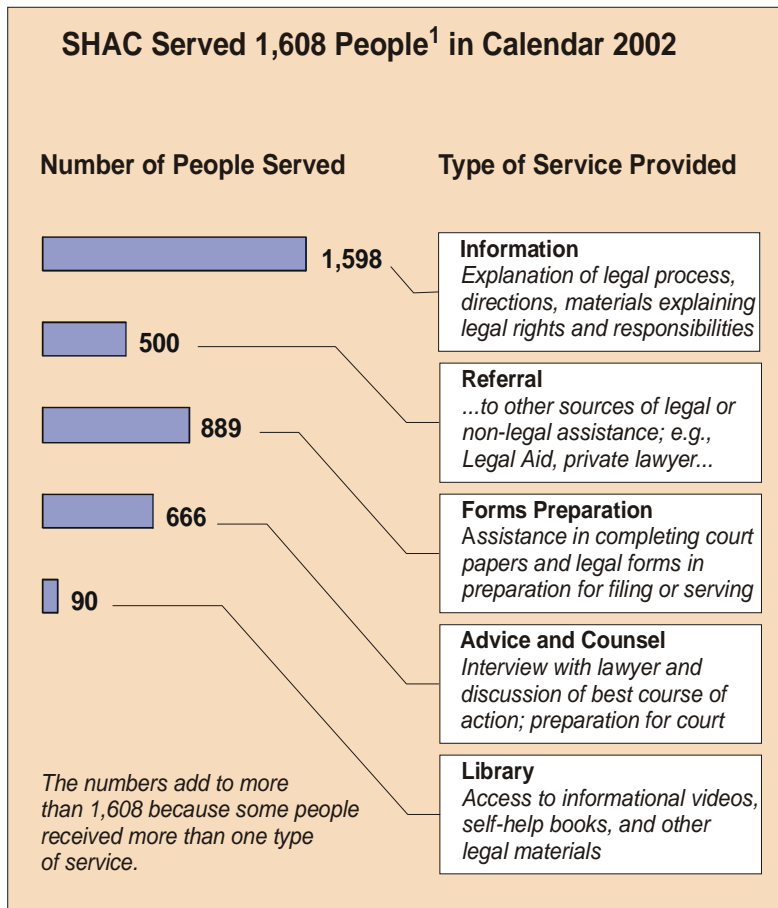 SHAC Served 1,608 People¹ in Calendar 2002
Number of People Served
Type of Service Provided
1,598
Information
Explanation of legal process,
directions, materials explaining
legal rights and responsibilities
500
Referral
...to other sources of legal or
non-legal assistance; e.g.,
Legal Aid, private lawyer...
889
Forms Preparation
Assistance in completing court
papers and legal forms in
preparation for filing or serving
666
Advice and Counsel
Interview with lawyer and
discussion of best course of
action; preparation for court
90
Library
Access to informational videos,
self-help books, and other
legal materials
The numbers add to more
than 1,608 because some people
received more than one type
of service.